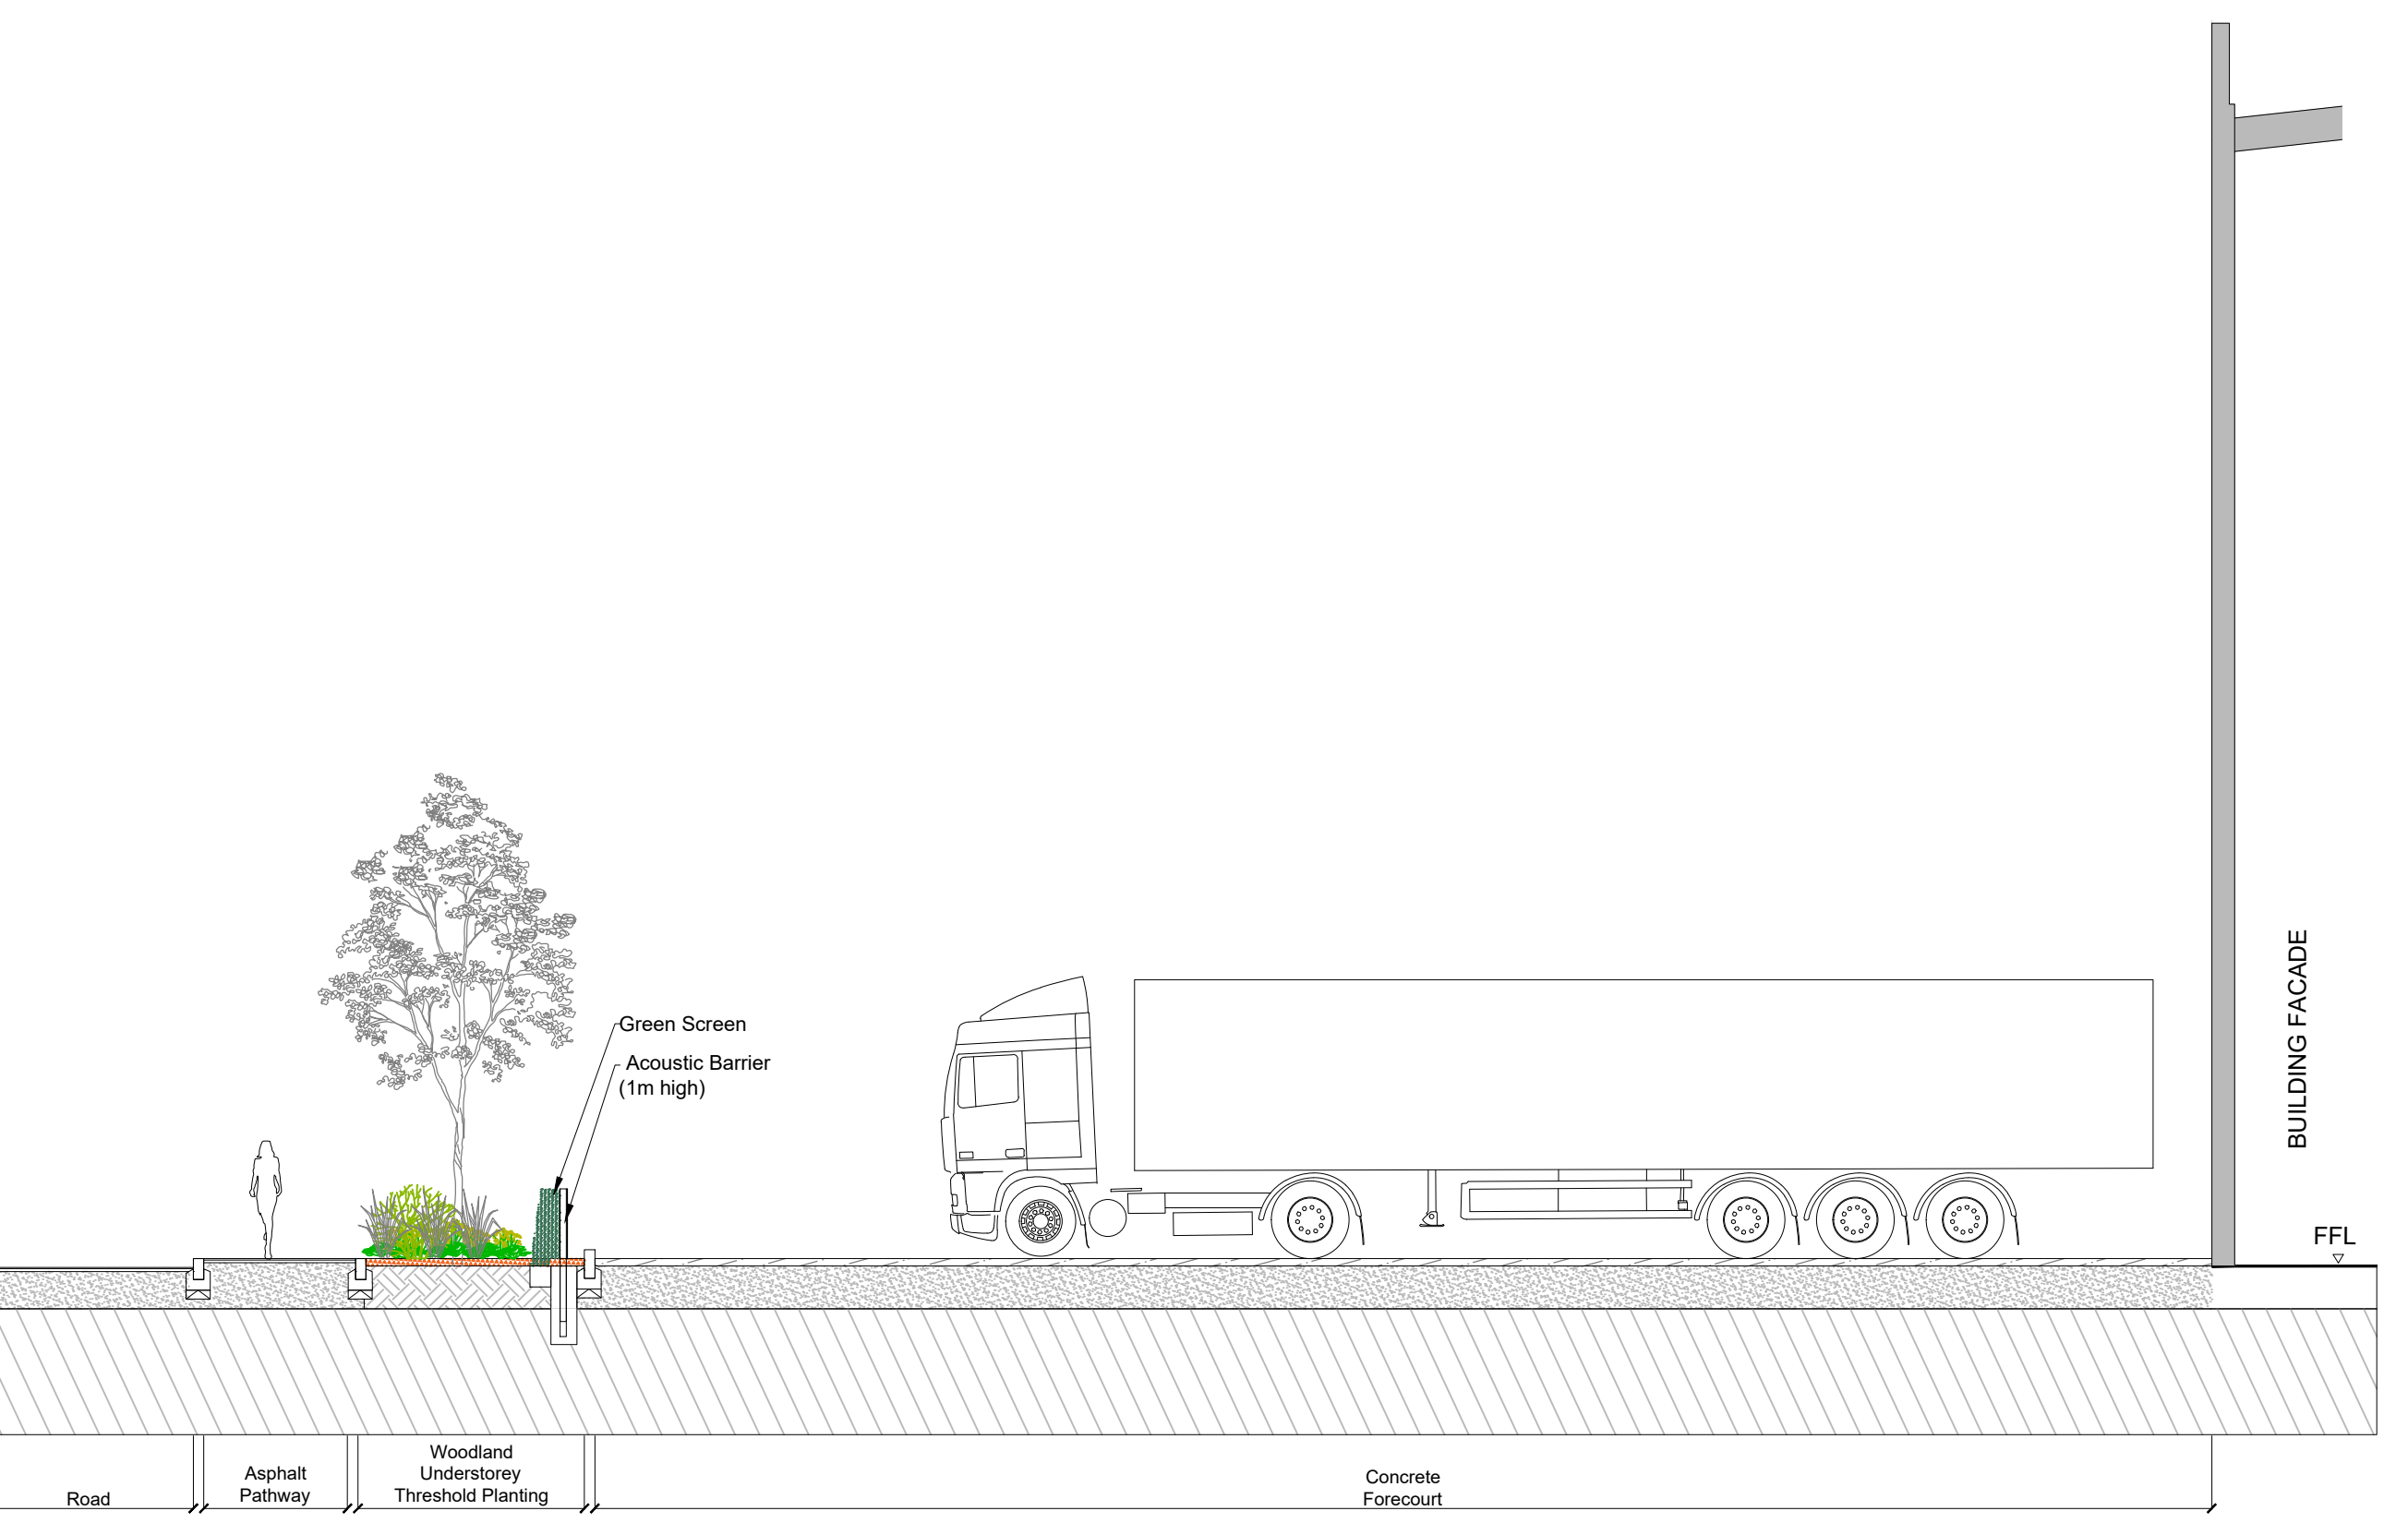 Green Screen
Acoustic Barrier
(1m high)
BUILDING FACADE
FFL
Road
Asphalt
Pathway
Woodland
Understorey
Threshold Planting
Concrete
Forecourt